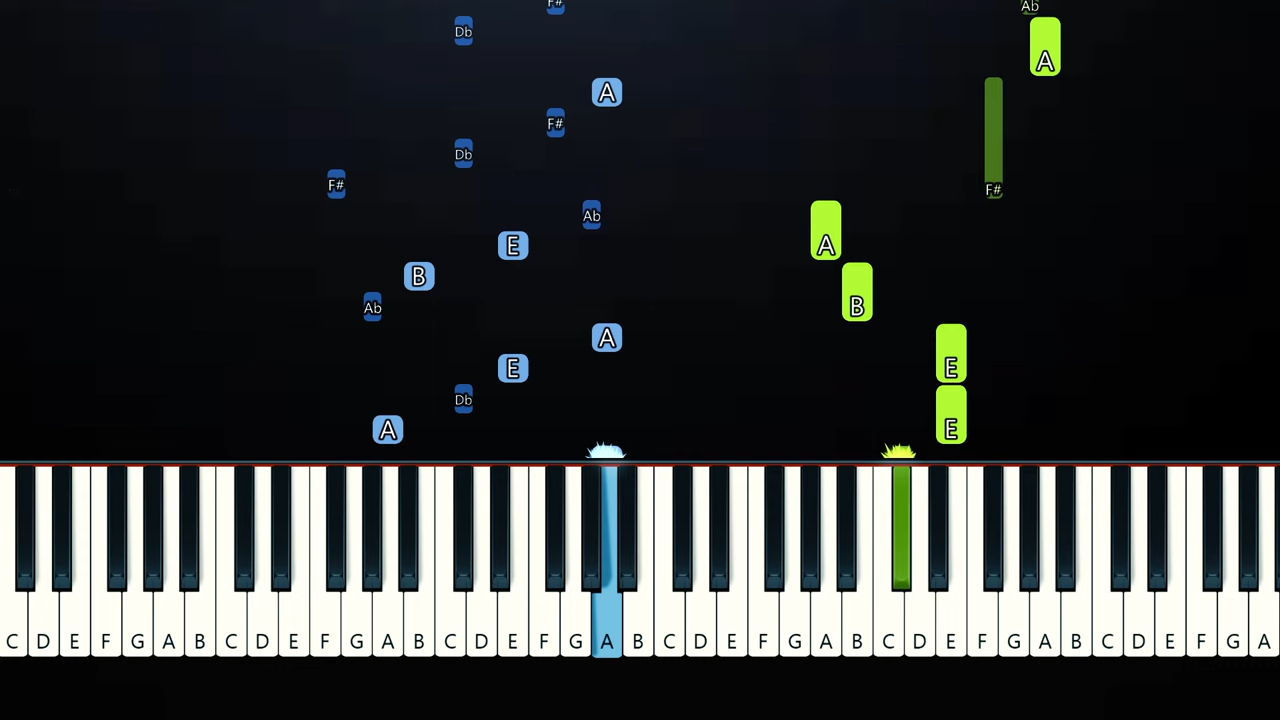 F# Ab
Db
A
A
F#
Db
F# F#
Ab
E A
B
Ab B
A
E E
Db
A E
C D E F G A B C D E F G A B C D E F G A B C D E F G A B C D E F G A B C D E F G A